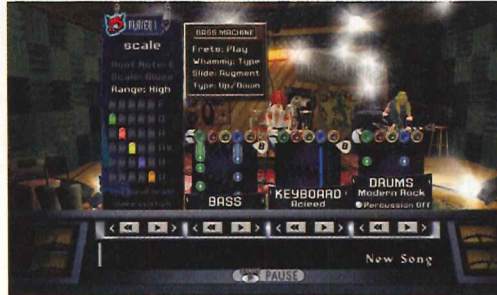 PLAYER 1
scale
Root Note: E
Scale: Blues
Range: High
E
G
A
B
D
BASS MACHINE
Frets: Play
Whammy: Type
Slide: Augment
Type: Up/Down
BASS
KEYBOARD
Acieed
DRUMS
Modern Rock
Percussion Off
New Song
PAUSE